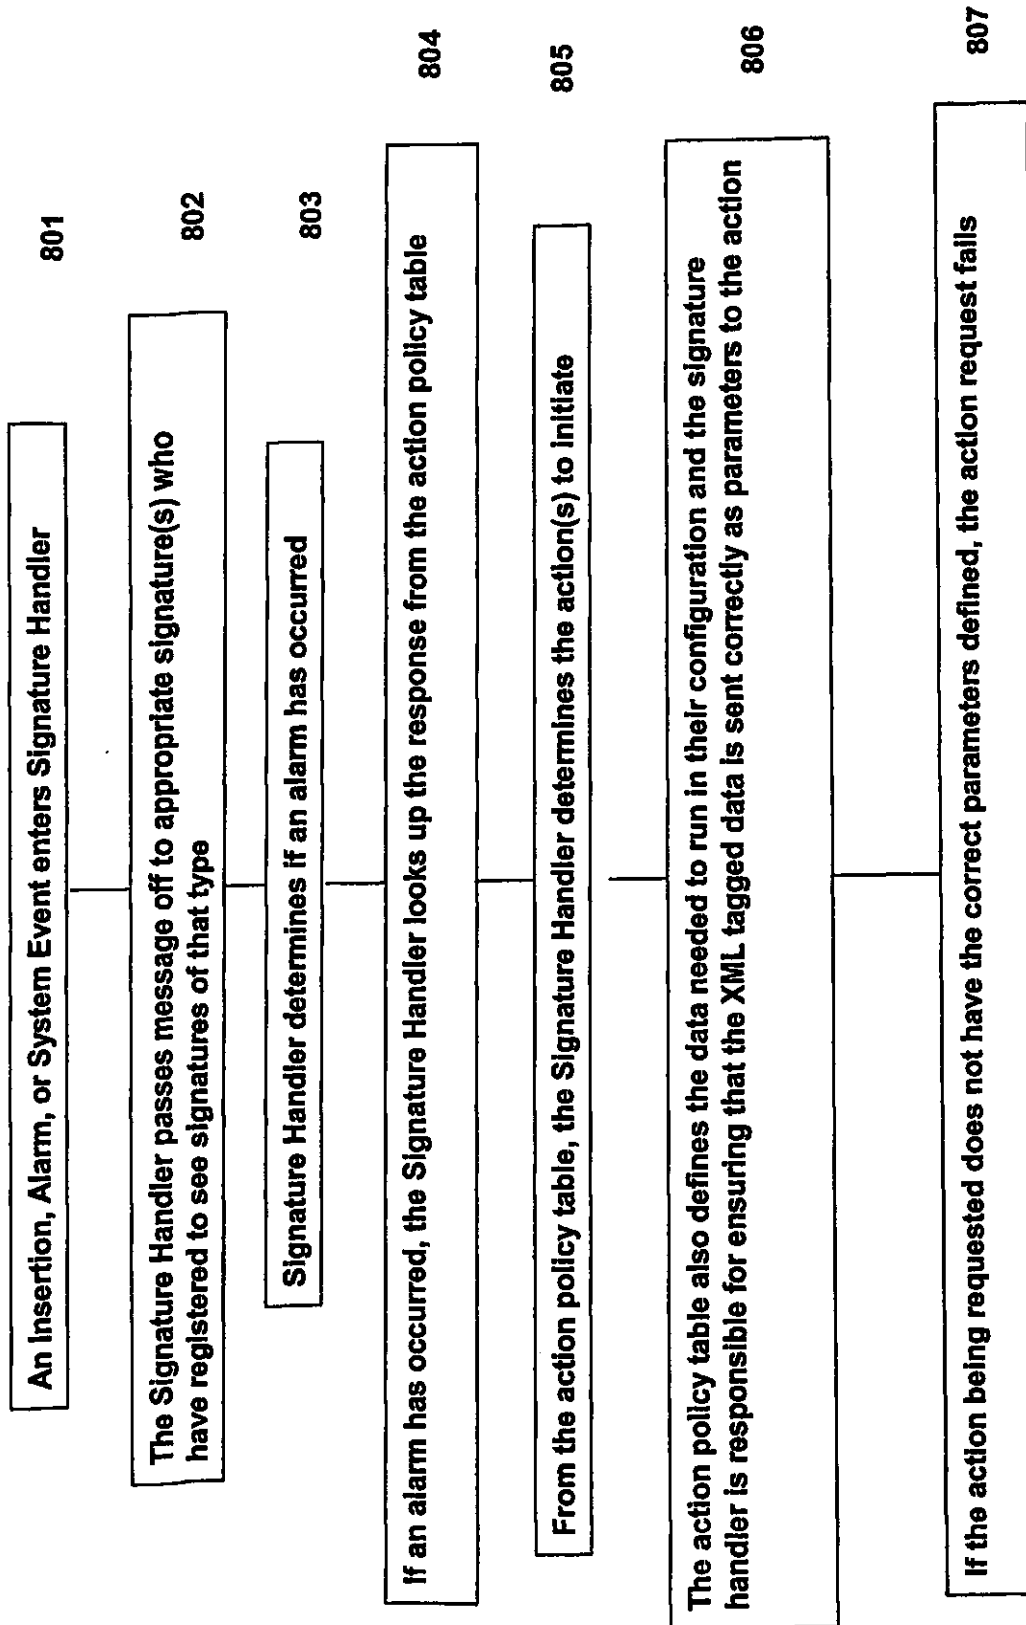 801
An Insertion, Alarm, or System Event enters Signature Handler
802
The Signature Handler passes message off to appropriate signature(s) who
have registered to see signatures of that type
803
Signature Handler determines if an alarm has occurred
804
If an alarm has occurred, the Signature Handler looks up the response from the action policy table
805
From the action policy table, the Signature Handler determines the action(s) to initiate
806
The action policy table also defines the data needed to run in their configuration and the signature
handler is responsible for ensuring that the XML tagged data is sent correctly as parameters to the action
807
If the action being requested does not have the correct parameters defined, the action request fails